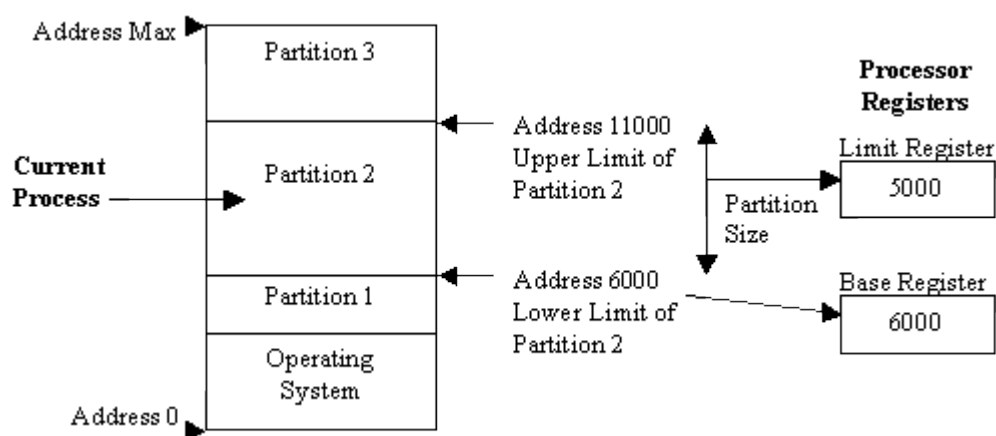 Address Max
Partition 3
Processor
Registers
Address 11000
Upper Limit of
Partition 2
Limit Register
5000
Current
Process
Partition 2
Partition
Size
Address 6000
Lower Limit of
Partition 2
Base Register
6000
Partition 1
Operating
System
Address 0